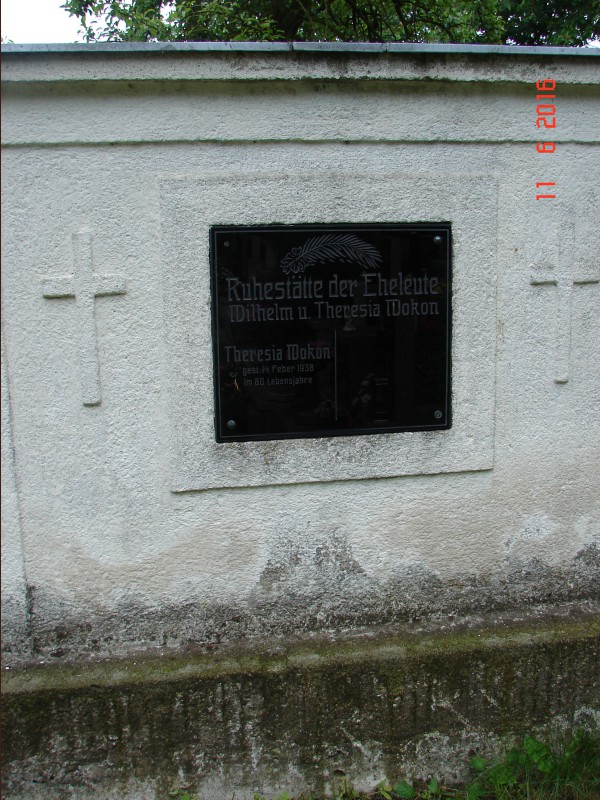 Ruhestätte der Eheleute
Wilhelm u. Theresia Wokon
Theresia Wokon
gest. 14. Feber 1938
im 80 Lebensjahre
11 6 2016